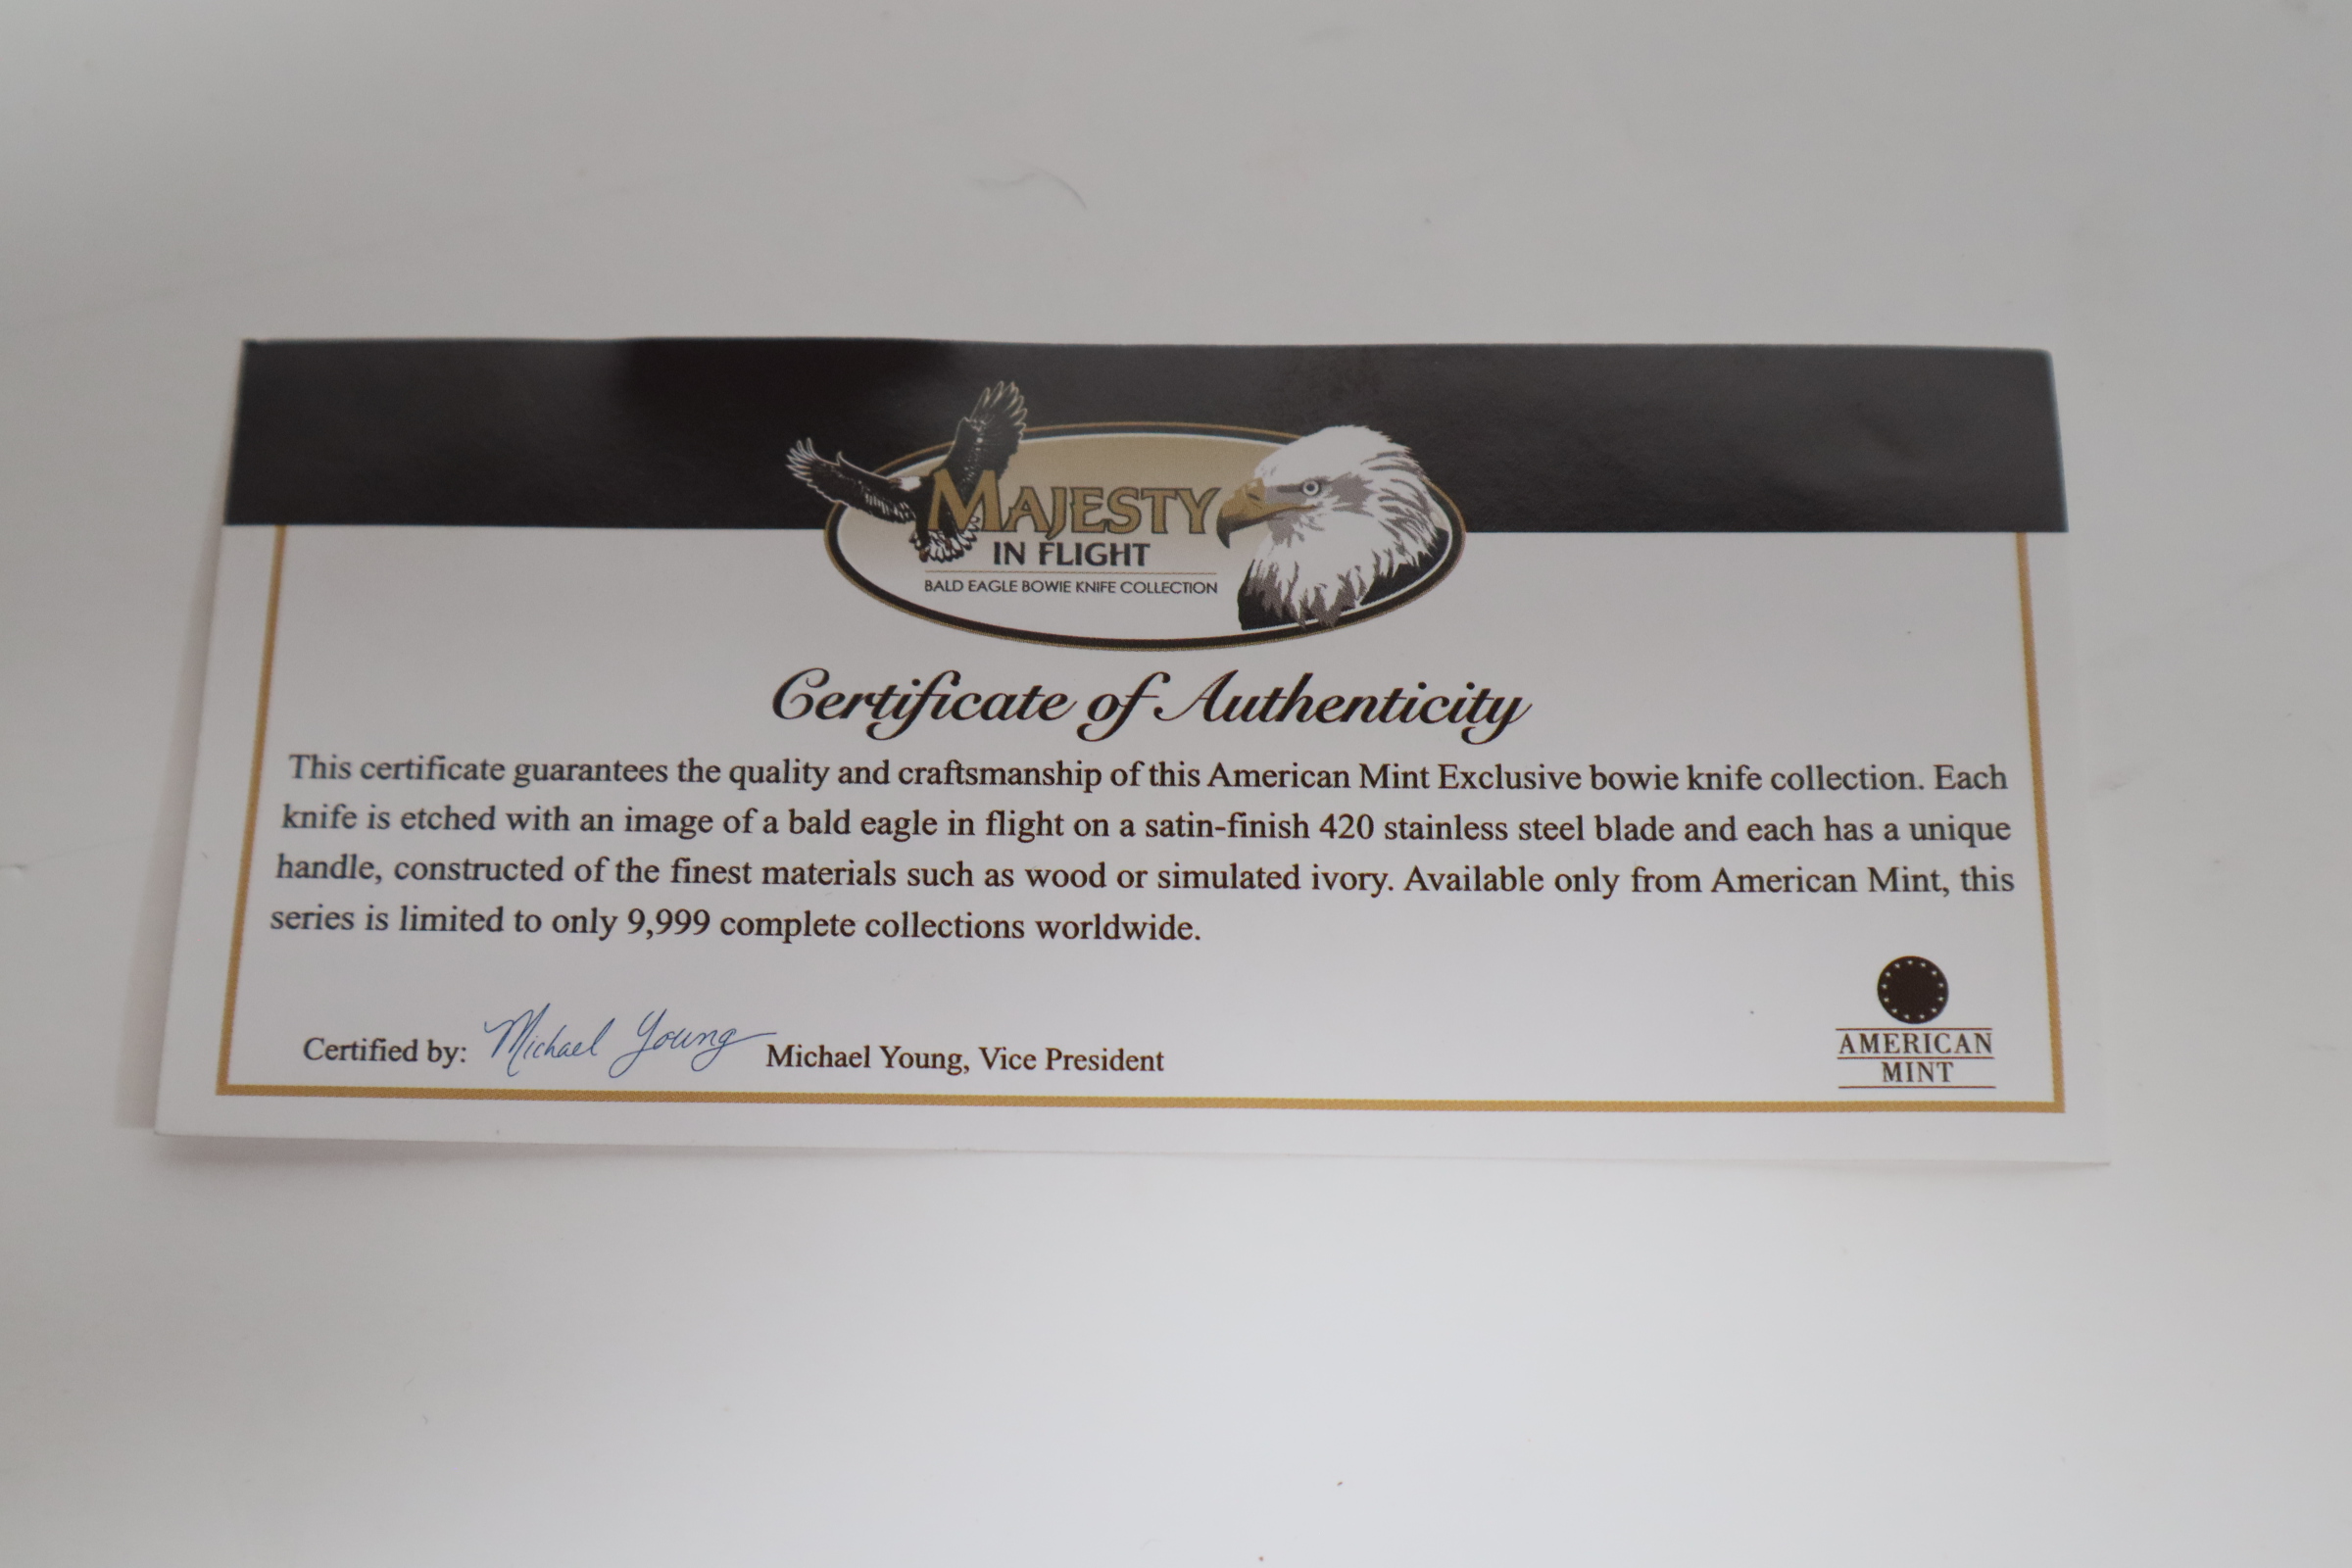 MAJESTY
IN FLIGHT
BALD EAGLE BOWIE KNIFE COLLECTION
Certificate of Authenticity
This certificate guarantees the quality and craftsmanship of this American Mint Exclusive bowie knife collection. Each
knife is etched with an image of a bald eagle in flight on a satin-finish 420 stainless steel blade and each has a unique
handle, constructed of the finest materials such as wood or simulated ivory. Available only from American Mint, this
series is limited to only 9,999 complete collections worldwide.
Certified by: Michael Young Michael Young, Vice President
AMERICAN
MINT